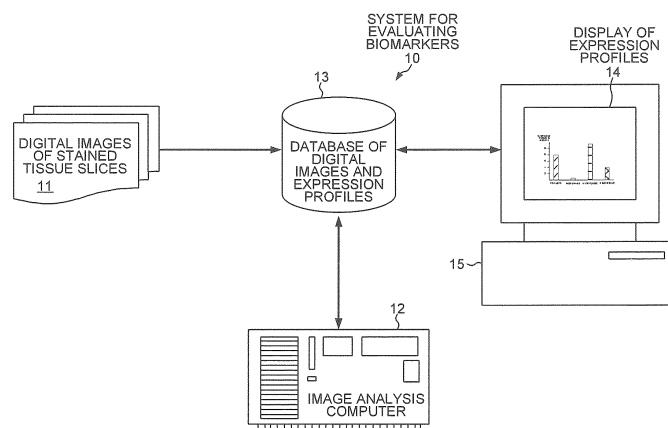 SYSTEM FOR
EVALUATING
BIOMARKERS
10
DISPLAY OF
EXPRESSION
PROFILES
14
13
DIGITAL IMAGES
OF STAINED
TISSUE SLICES
11
DATABASE OF
DIGITAL
IMAGES AND
EXPRESSION
PROFILES
15
12
IMAGE ANALYSIS
COMPUTER